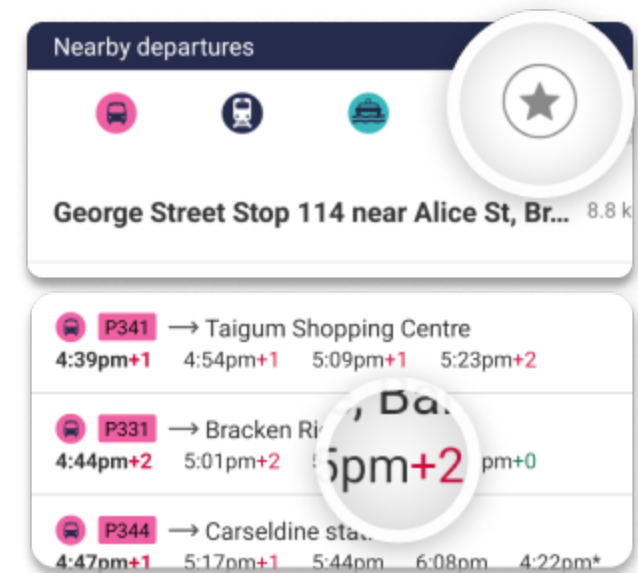 Nearby departures
George Street Stop 114 near Alice St, Br... 8.8 k
P341 → Taigum Shopping Centre
4:39pm+1 4:54pm+1 5:09pm+1 5:23pm+2
P331 → Bracken
4:44pm+2 5:01pm+2 5pm+2 pm+0
P344 → Carseldine
4:47pm+1 5:17pm+1 5:44pm 6:08pm 4:22pm*